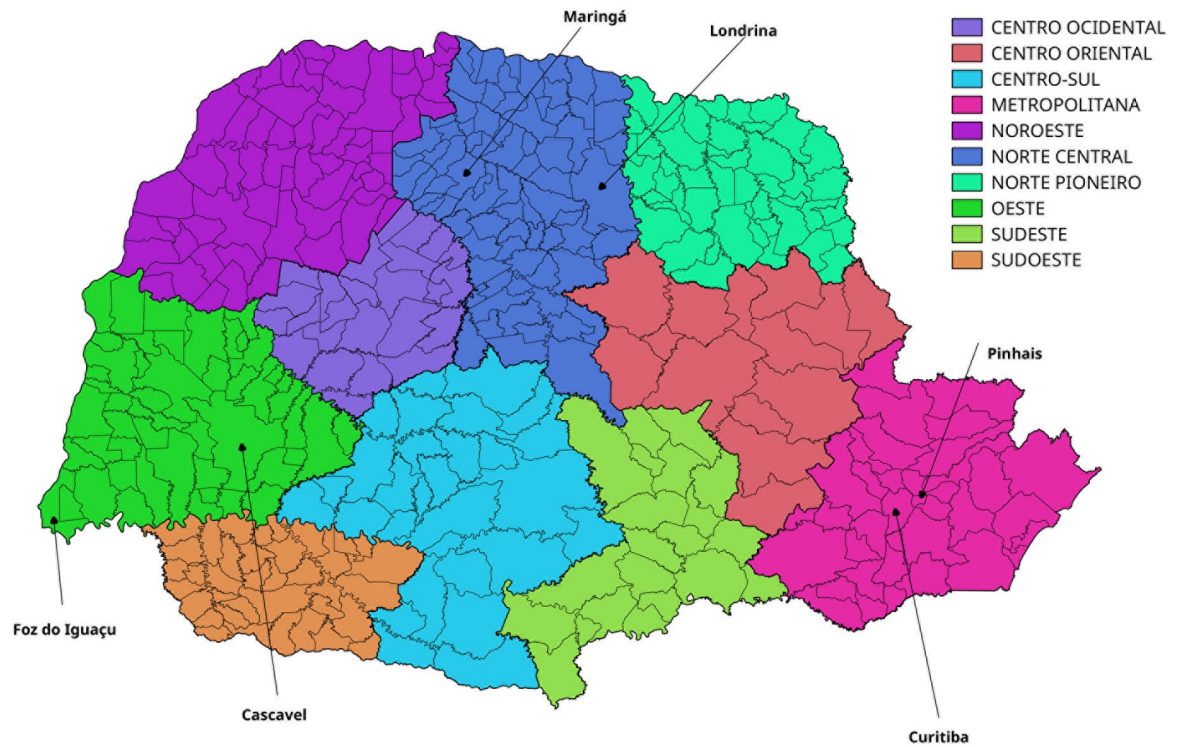 Maringá
Londrina
CENTRO OCIDENTAL
CENTRO ORIENTAL
CENTRO-SUL
METROPOLITANA
NOROESTE
NORTE CENTRAL
NORTE PIONEIRO
OESTE
SUDESTE
SUDOESTE
Pinhais
Foz do Iguaçu
Cascavel
Curitiba